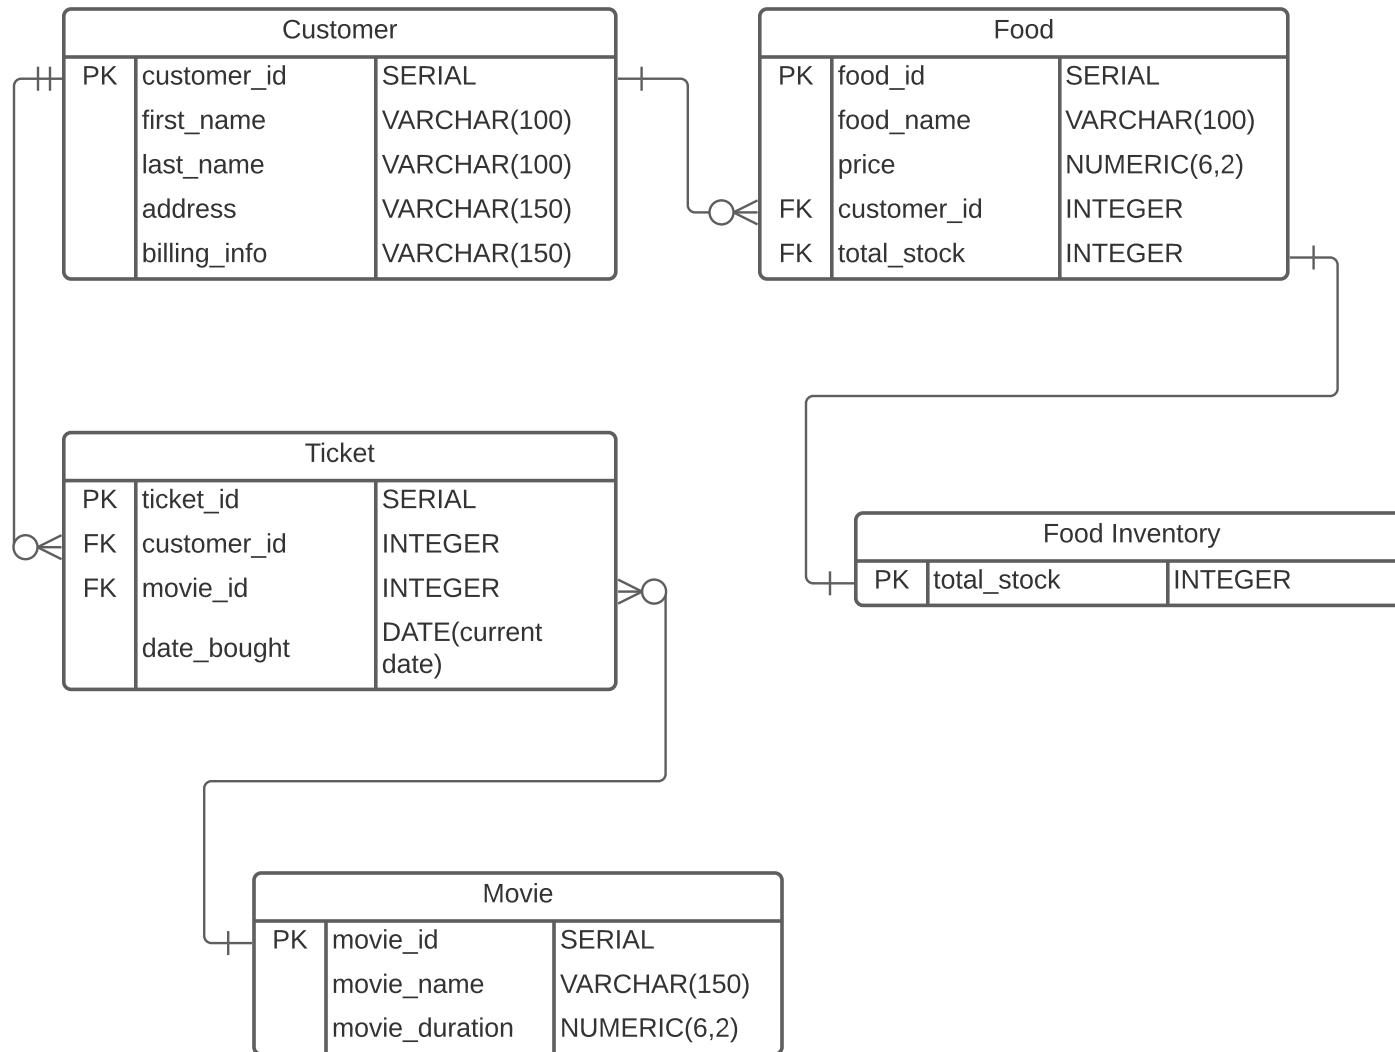 Customer
PK customer_id SERIAL
first_name VARCHAR(100)
last_name VARCHAR(100)
address VARCHAR(150)
billing_info VARCHAR(150)
Food
PK food_id SERIAL
food_name VARCHAR(100)
price NUMERIC(6,2)
FK customer_id INTEGER
FK total_stock INTEGER
Ticket
PK ticket_id SERIAL
FK customer_id INTEGER
FK movie_id INTEGER
date_bought DATE(current
date)
Food Inventory
PK total_stock INTEGER
Movie
PK movie_id SERIAL
movie_name VARCHAR(150)
movie_duration NUMERIC(6,2)